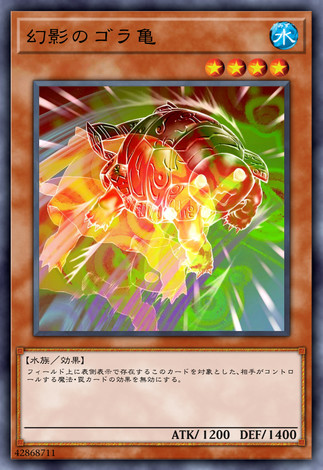 幻影のゴラ亀
水
【水族／効果】
フィールド上に表側表示で存在するこのカードを対象とした、相手がコントロ
ールする魔法・罠カードの効果を無効にする。
ATK/1200 DEF/1400
42868711